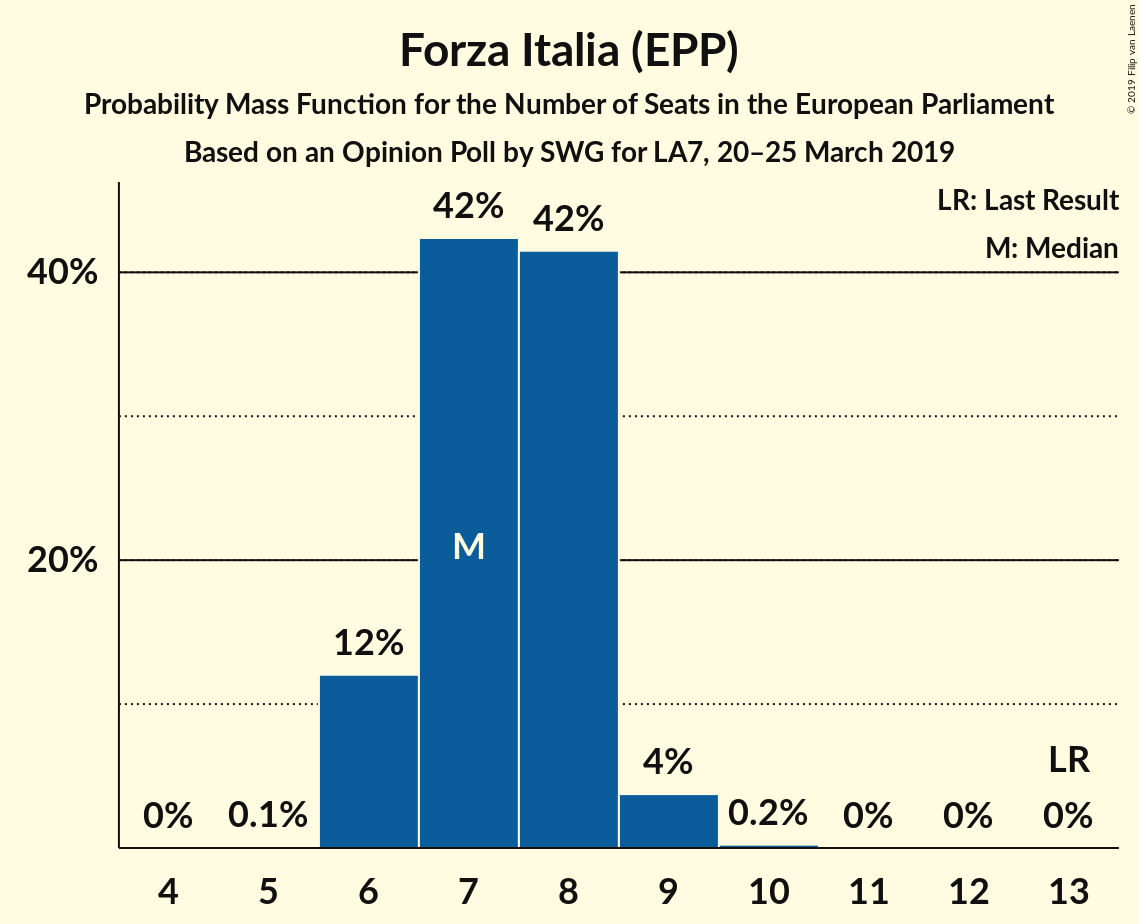 Forza Italia (EPP)
Probability Mass Function for the Number of Seats in the European Parliament
Based on an Opinion Poll by SWG for LA7, 20–25 March 2019
© 2019 Filip van Laenen
LR: Last Result
M: Median
42%
42%
40%
M
20%
12%
4%
LR
0%
0.1%
0.2%
0%
0%
0%
4 5 6 7 8 9 10 11 12 13